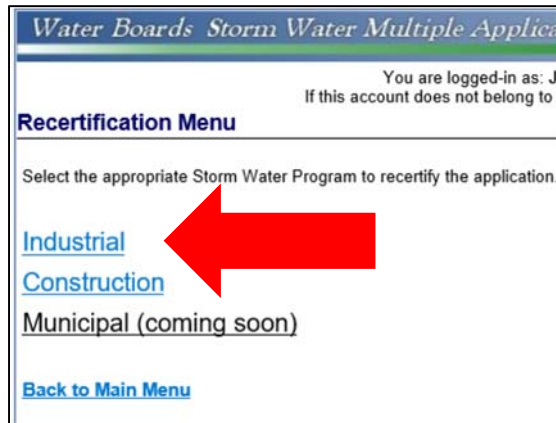 Water Boards Storm Water Multiple
You are logged-in as: J
If this account does not belong to
Recertification Menu
Select the appropriate Storm Water Program to recertify the application.
Industrial
Construction
Municipal (coming soon)
Back to Main Menu